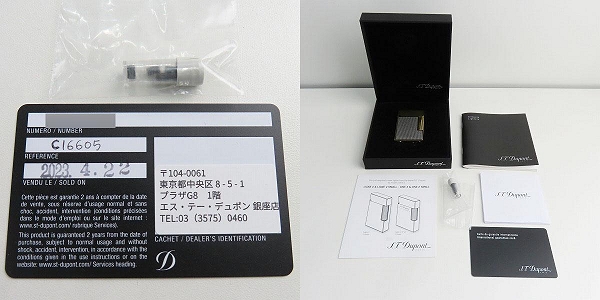 NUMERO / NUMBER
C16605
REFERENCE
2023. 4. 22
VENDU LE / SOLD ON
Cette pièce est garantie 2 ans à compter de la date
d'achat, sous réserve d'usage normal et sans
choc, accident, intervention (conditions précisées
dans le mode d'emploi ou sur le site internet :
www.st-dupont.com/ rubrique Services).
This product is guaranteed 2 years from the date of
purchase, subject to normal usage and without
shock, accident, intervention, in accordance with the
conditions given in the use instructions or on the
www.st-dupont.com/ Services heading.
〒104-0061
東京都中央区8-5-1
プラザG8 1階
エス・テー・デュポン 銀座店
TEL:03 (3575) 0460
CACHET / DEALER'S IDENTIFICATION
D
S.T. Dupont
S.T. Dupont
S.T. Dupont
S.T. Dupont
S.T. Dupont